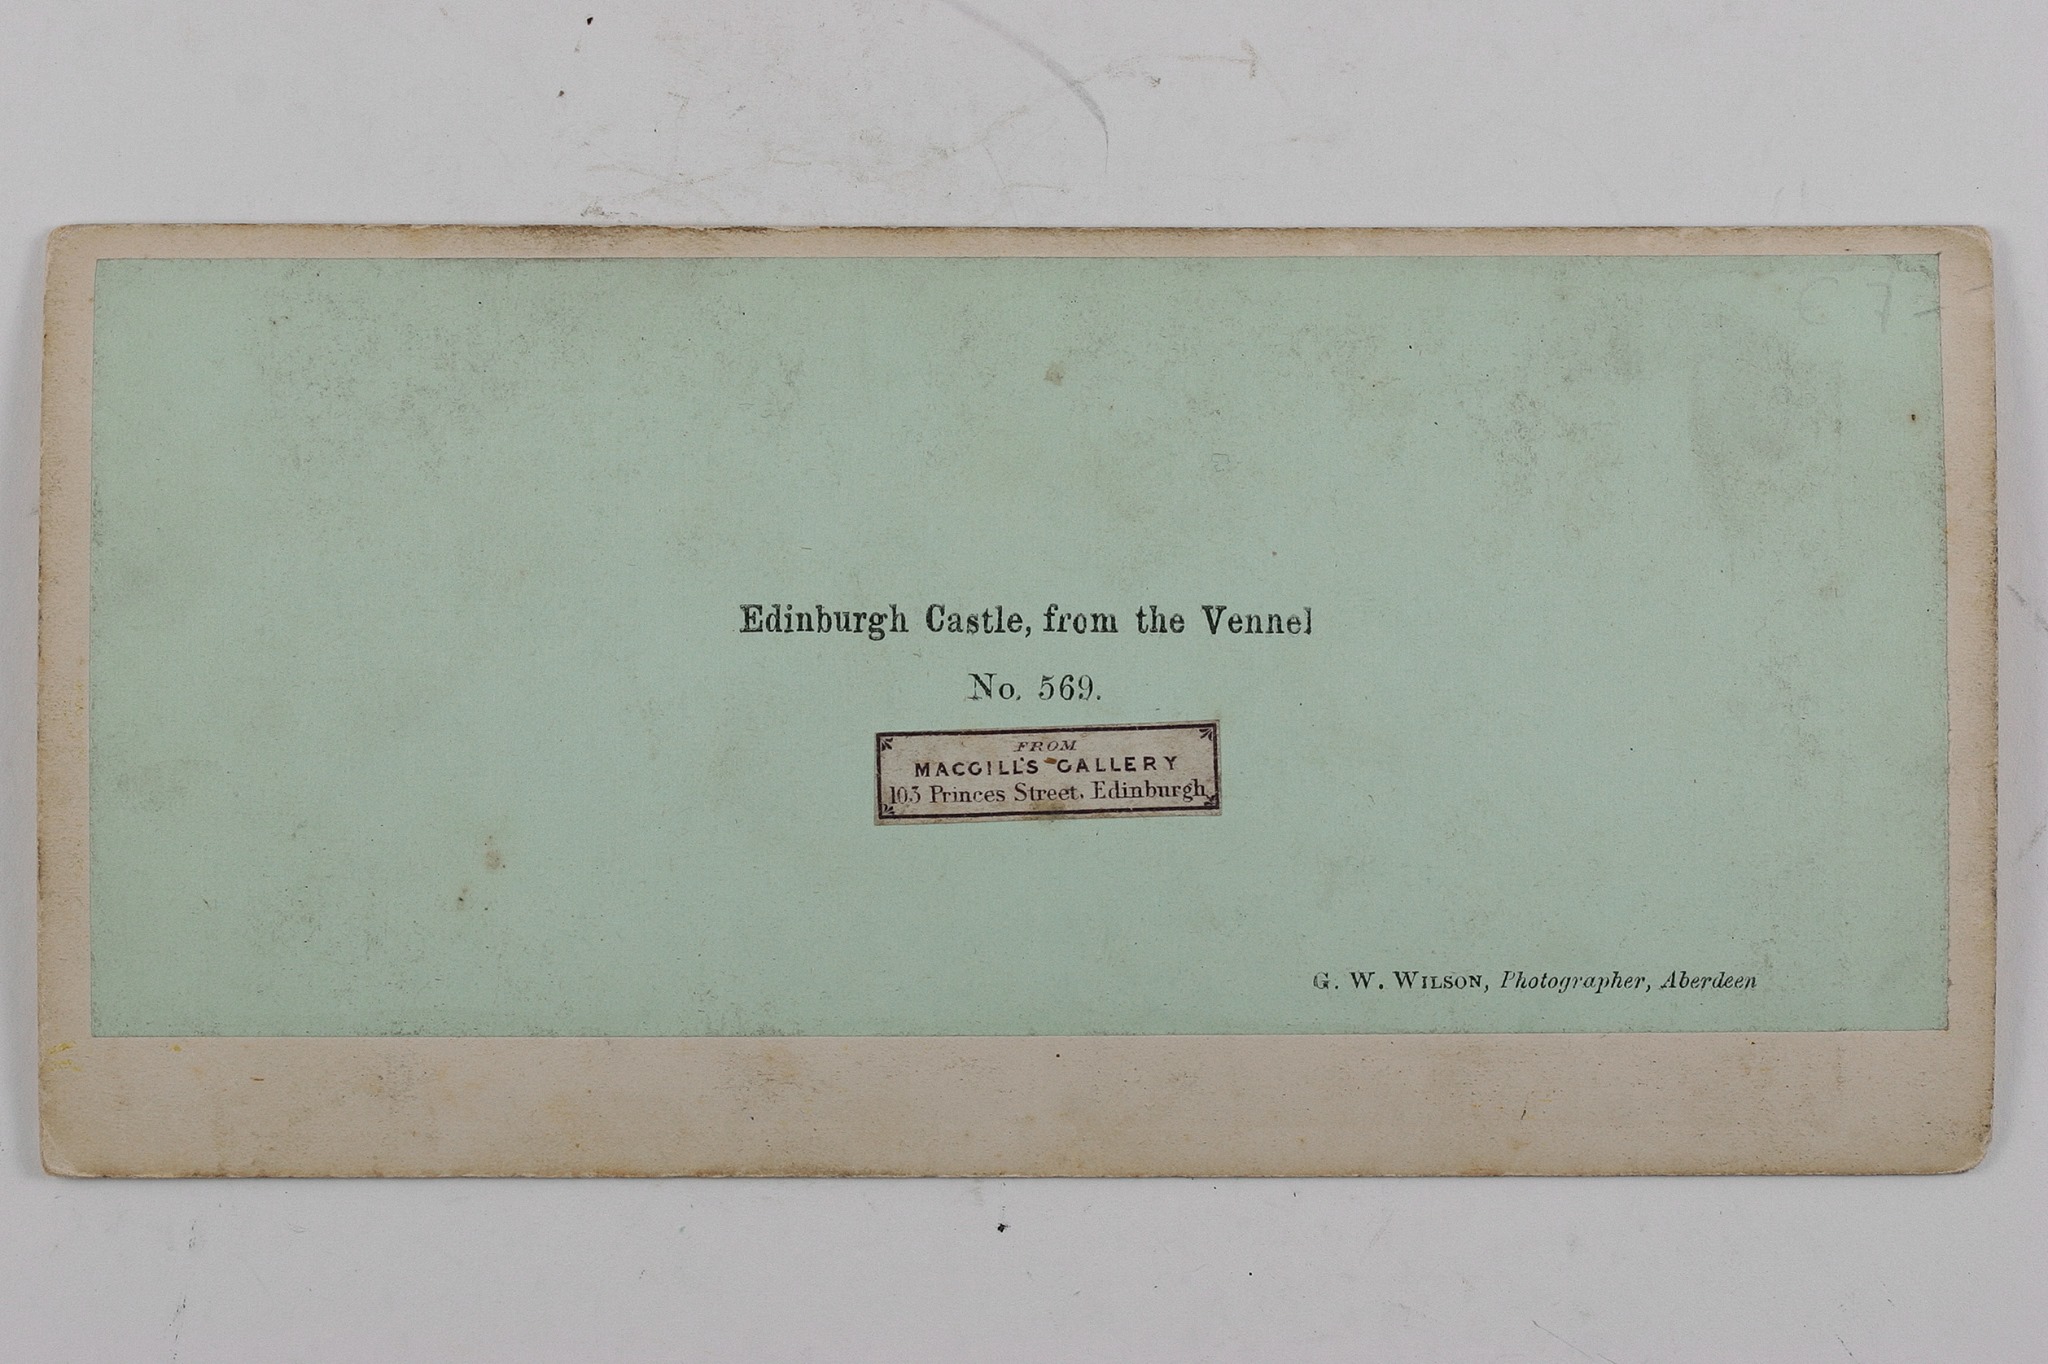 Edinburgh Castle, from the Vennel
No. 569.
FROM
MACGILL'S GALLERY
103 Princes Street, Edinburgh
G. W. WILSON, Photographer, Aberdeen